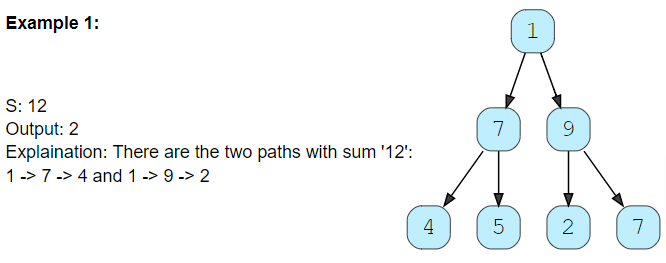 Example 1:
1
S: 12
Output: 2
7 9
Explaination: There are the two paths with sum '12':
1 -> 7 -> 4 and 1 -> 9 -> 2
4 5 2 7